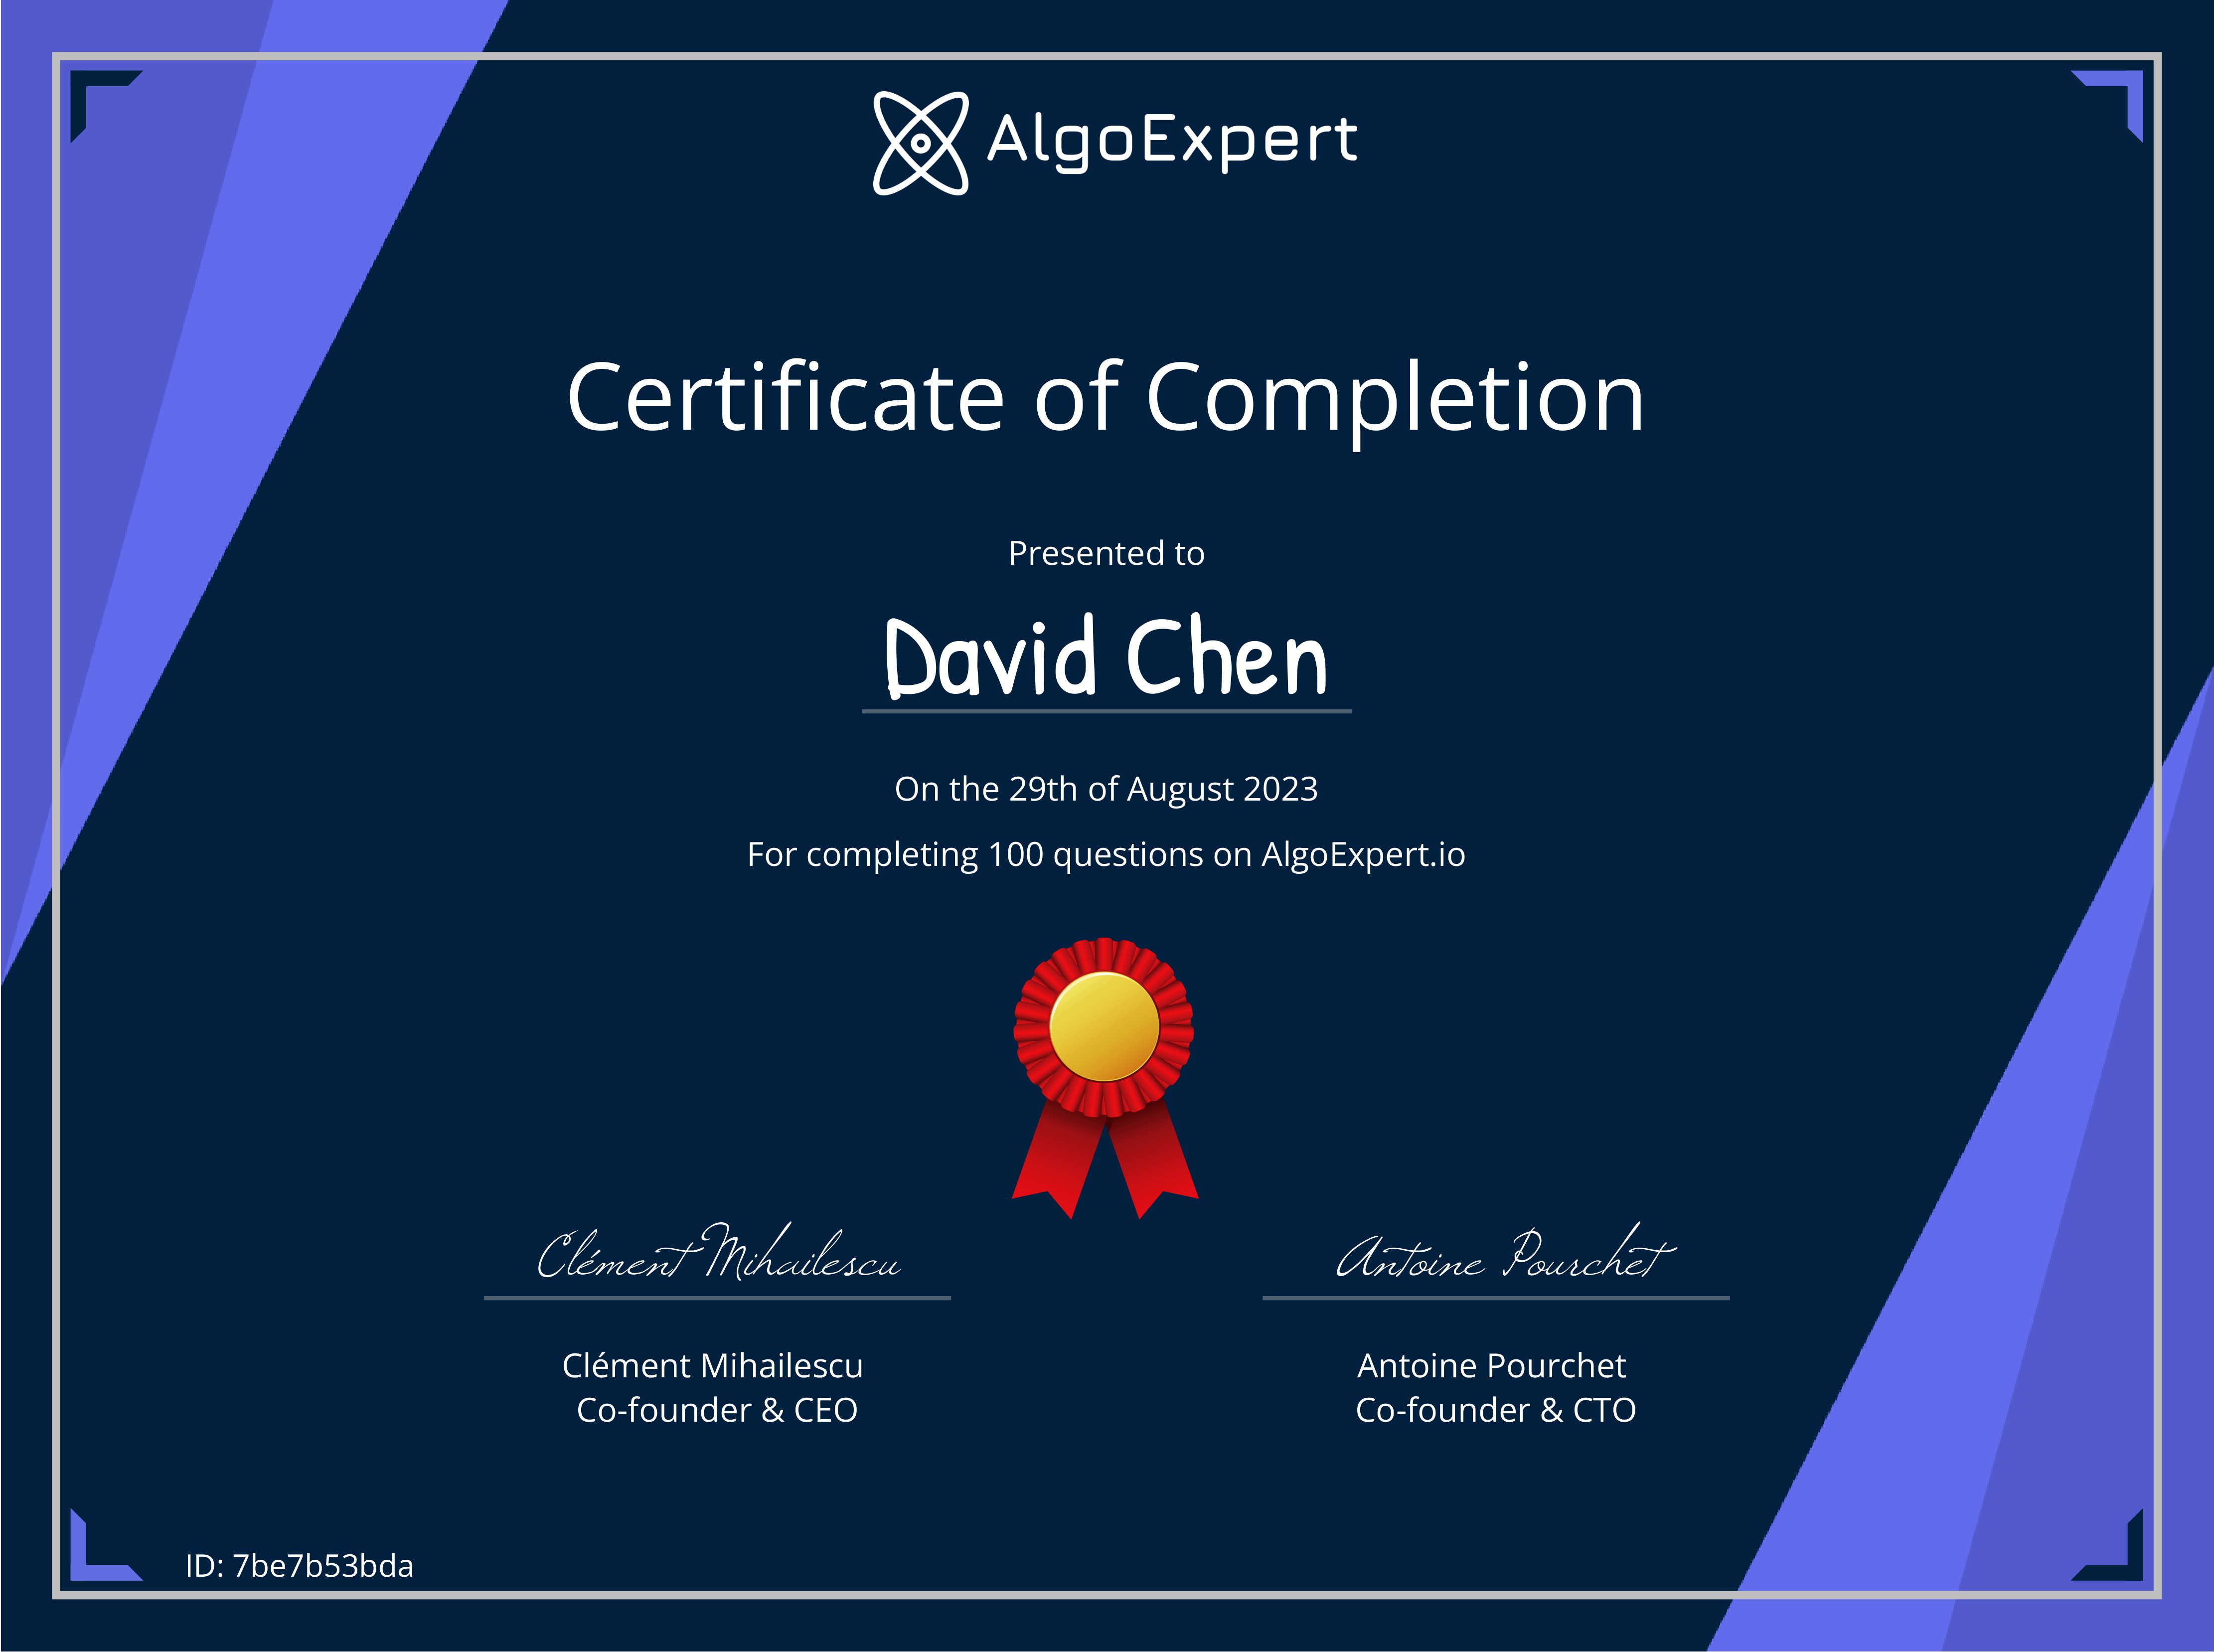 AlgoExpert
Certificate of Completion
Presented to
David Chen
On the 29th of August 2023
For completing 100 questions on AlgoExpert.io
Clément Mihailescu
Antoine Pourchet
Clément Mihailescu
Co-founder & CEO
Antoine Pourchet
Co-founder & CTO
ID: 7be7b53bda